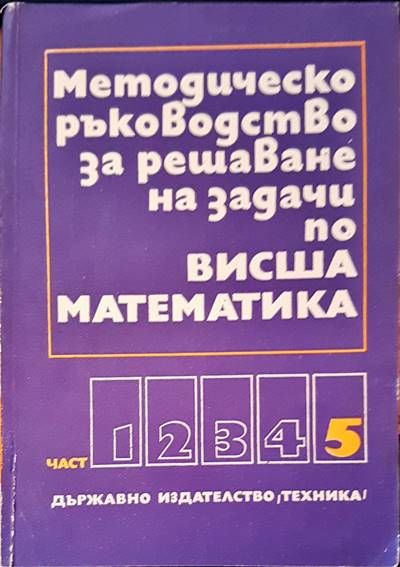 Методическо
ръководство
за решаване
на задачи
по
ВИСША
МАТЕМАТИКА
ЧАСТ 1 2 3 4 5
ДЪРЖАВНО ИЗДАТЕЛСТВО „ТЕХНИКА“